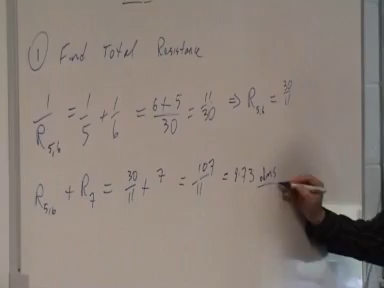 ① Find Total Resistance
1/R₅,₆ = 1/5 + 1/6 = (6+5)/30 = 11/30 ⇒ R₅,₆ = 30/11
R₅,₆ + R₇ = 30/11 + 7 = 107/11 = 9.73 ohms